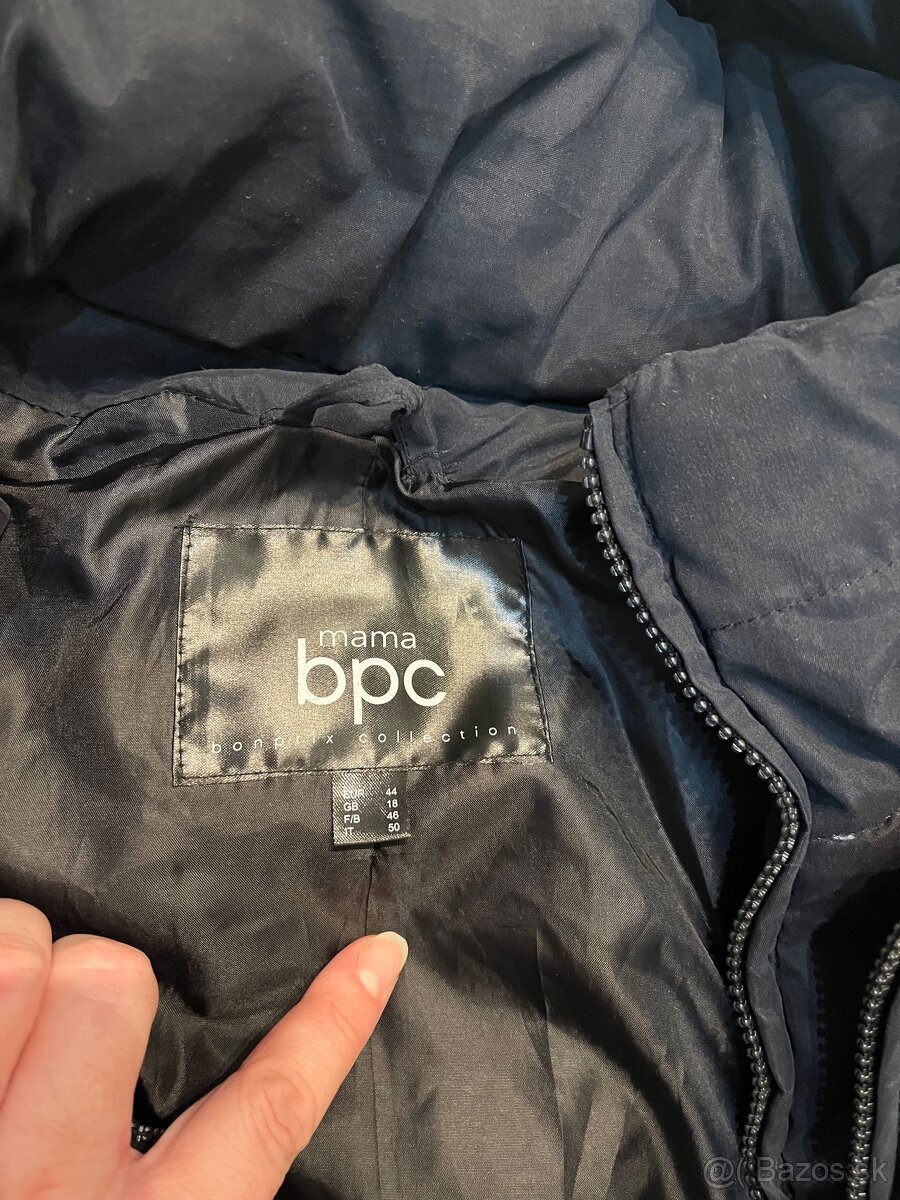 mama
bpc
bonprix collection
EUR 44
GB 18
F/B 46
IT 50
@( Bazos.sk